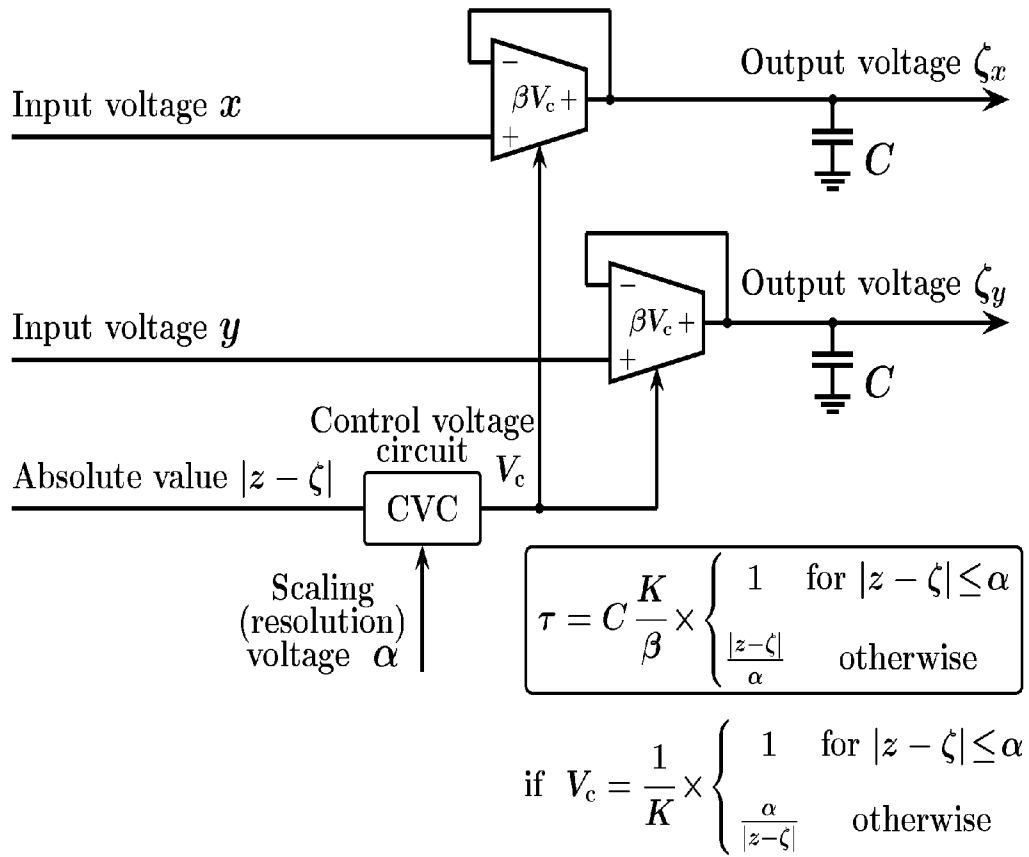 Output voltage ζx
− βVc +
+
Input voltage x
C
Output voltage ζy
− βVc +
+
Input voltage y
C
Control voltage
circuit
Vc
Absolute value |z − ζ|
CVC
Scaling
(resolution)
voltage α
τ = C K/β × { 1 for |z − ζ| ≤ α
|z−ζ|/α otherwise
if Vc = 1/K × { 1 for |z − ζ| ≤ α
α/|z−ζ| otherwise